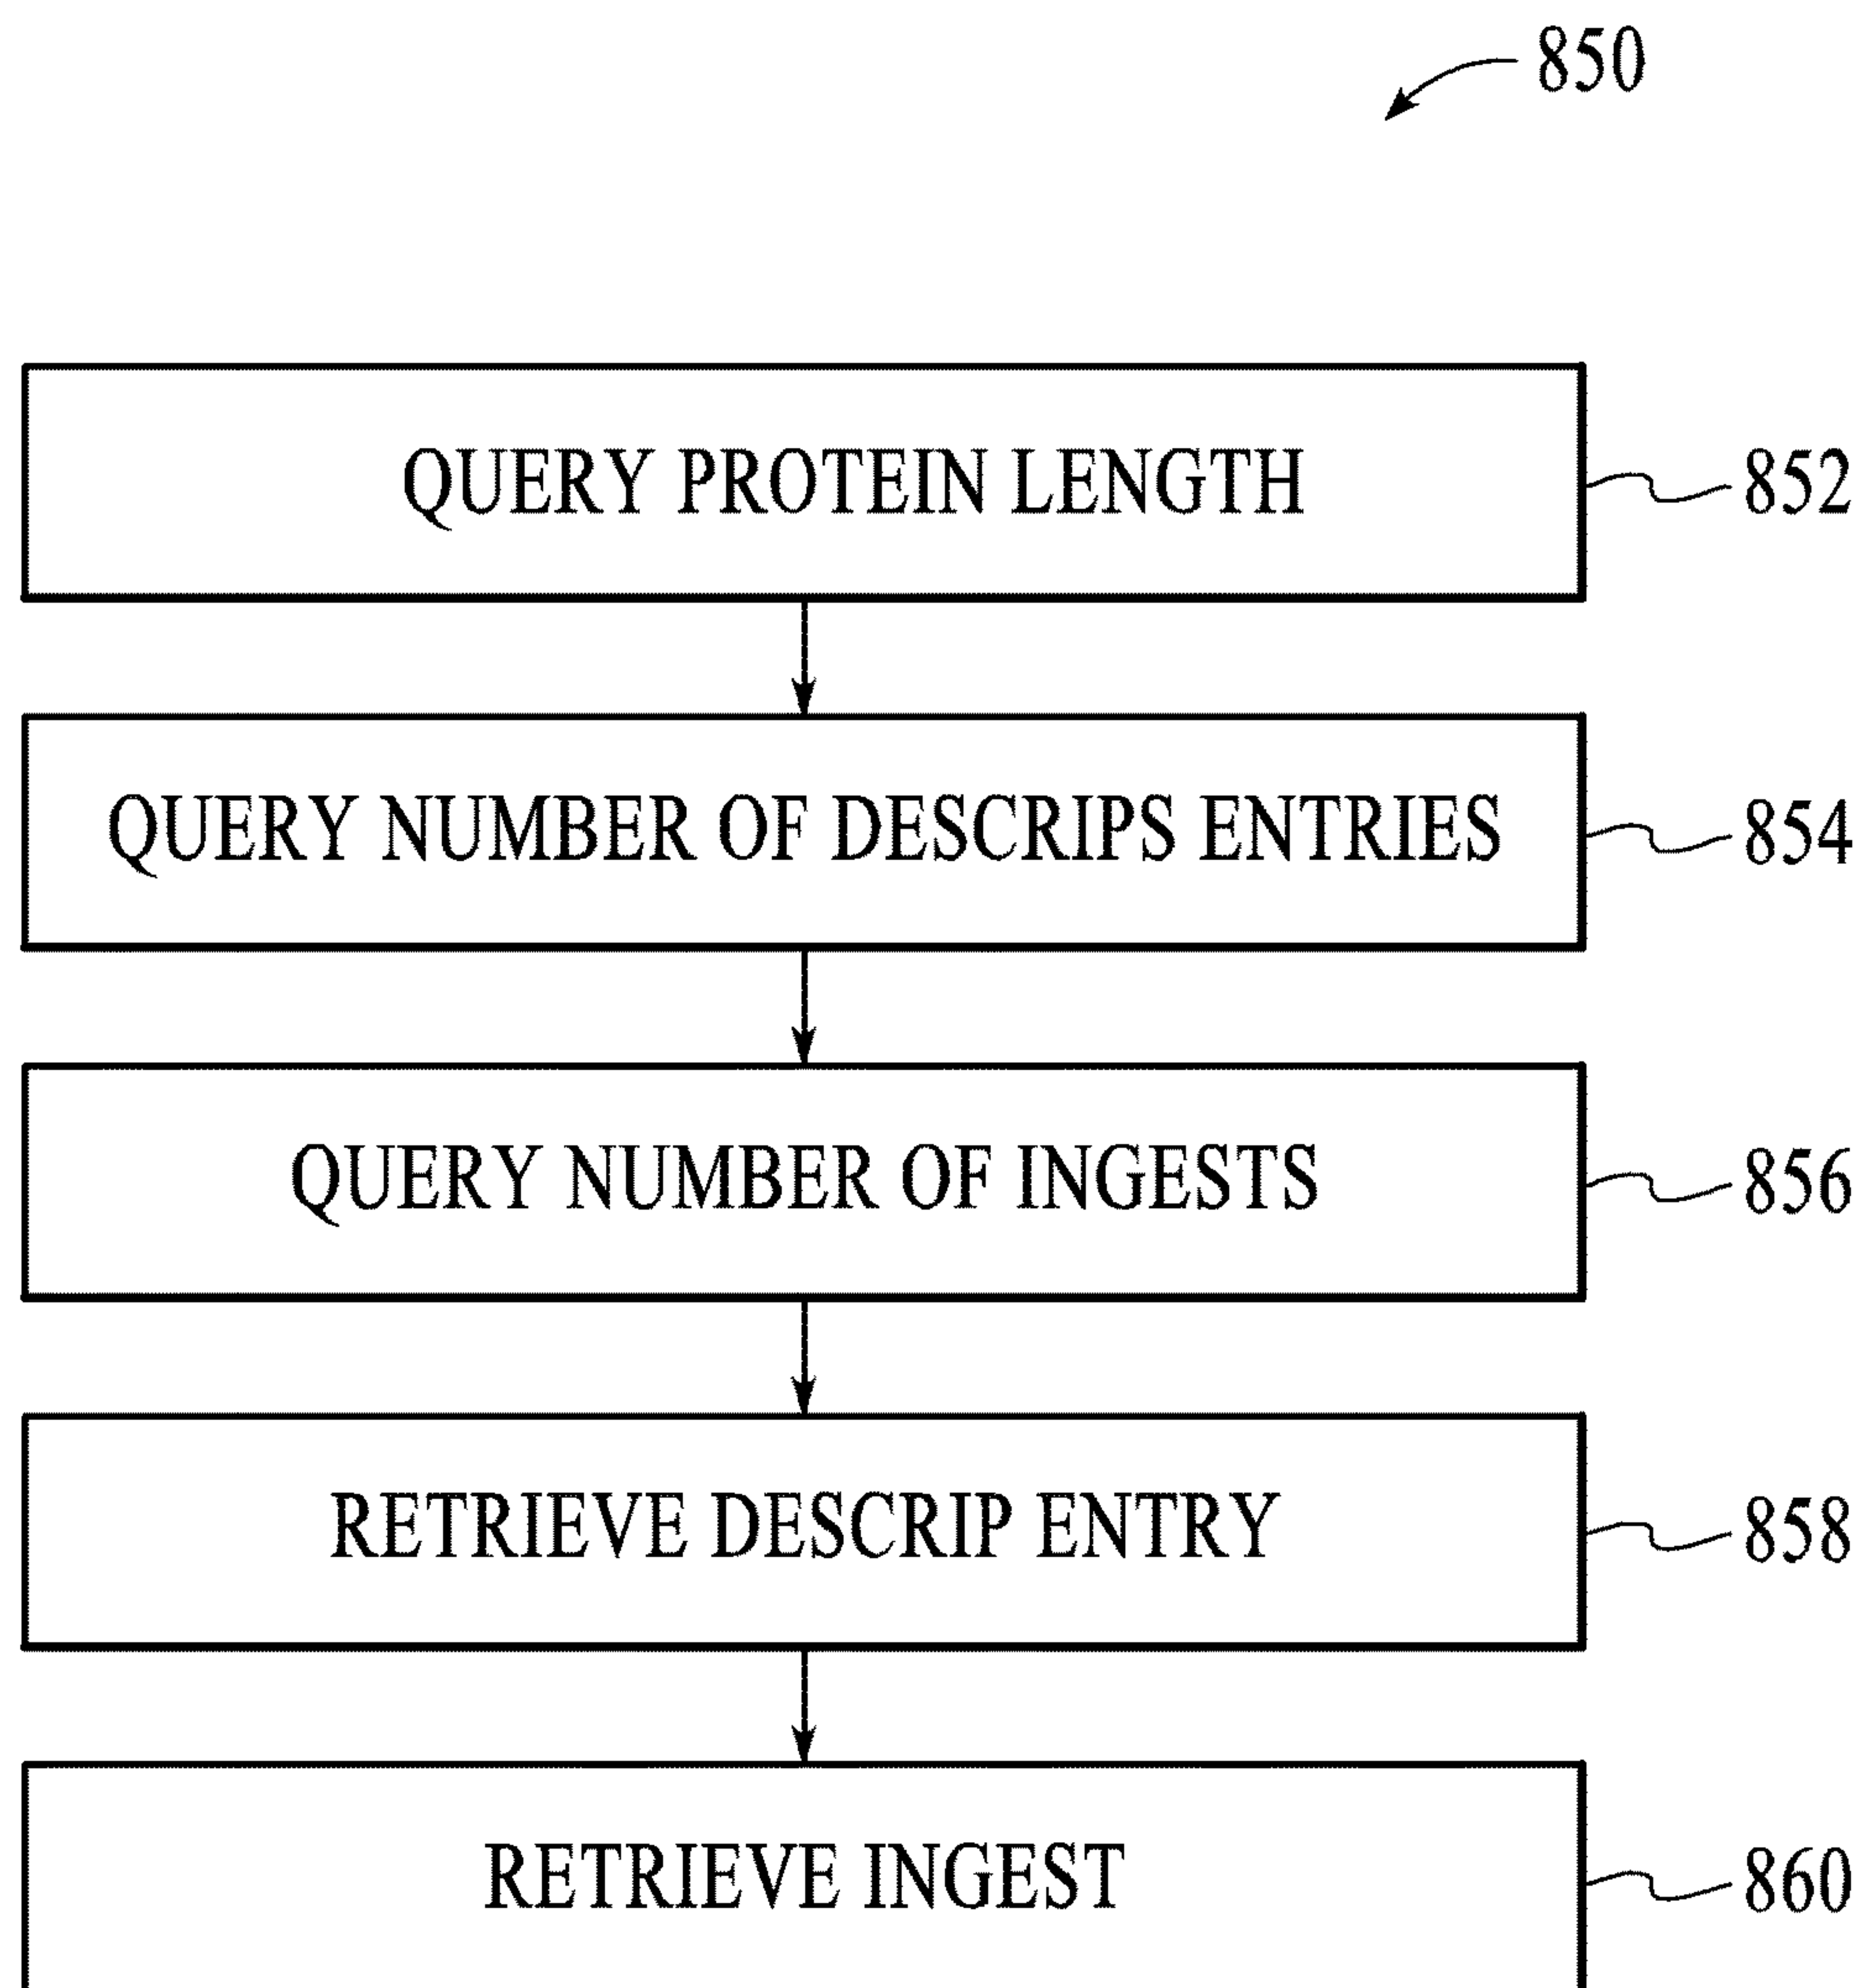 850
QUERY PROTEIN LENGTH
852
QUERY NUMBER OF DESCRIPS ENTRIES
854
QUERY NUMBER OF INGESTS
856
RETRIEVE DESCRIP ENTRY
858
RETRIEVE INGEST
860